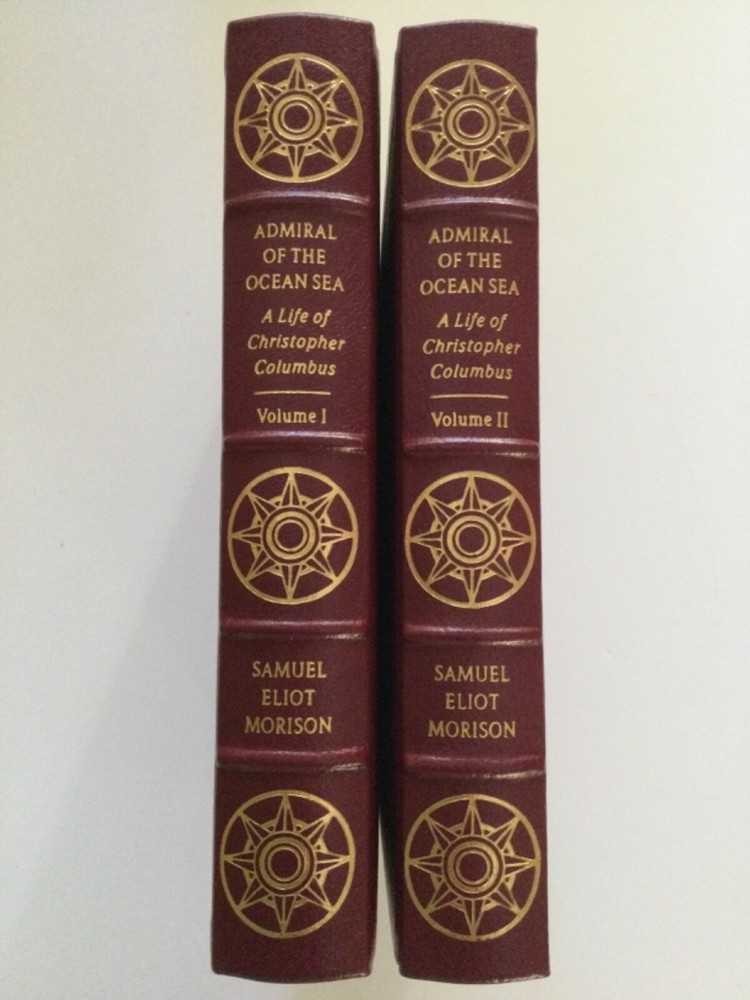 ADMIRAL
OF THE
OCEAN SEA
A Life of
Christopher
Columbus
Volume I
SAMUEL
ELIOT
MORISON
ADMIRAL
OF THE
OCEAN SEA
A Life of
Christopher
Columbus
Volume II
SAMUEL
ELIOT
MORISON